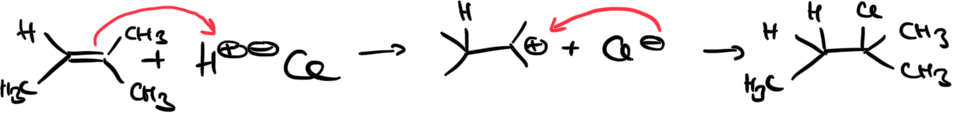 H CH₃ + H⊕⊖ Cl → H ⊕ + Cl⊖ → H H Cl CH₃
H₃C CH₃ H₃C CH₃